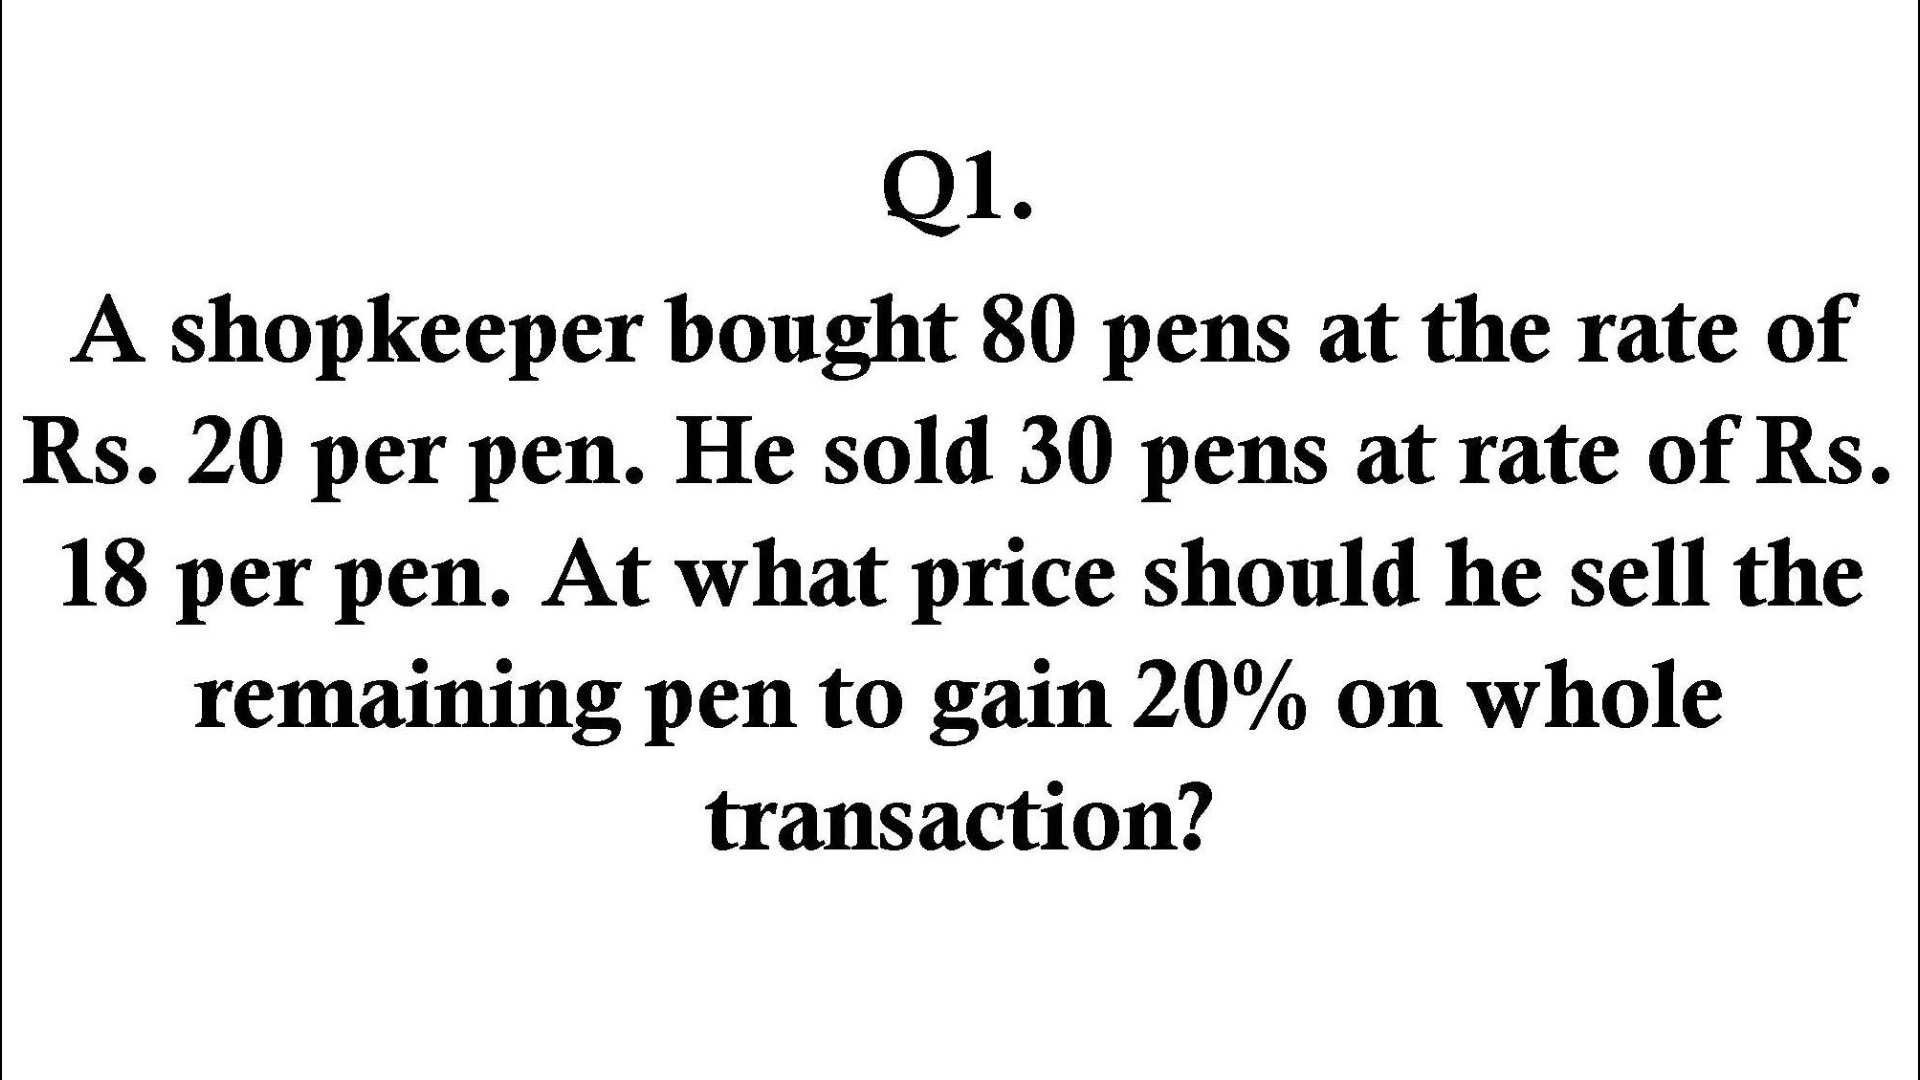 Q1.
A shopkeeper bought 80 pens at the rate of
Rs. 20 per pen. He sold 30 pens at rate of Rs.
18 per pen. At what price should he sell the
remaining pen to gain 20% on whole
transaction?